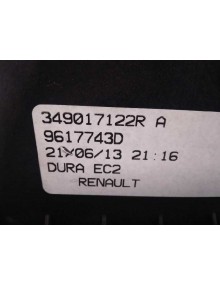 349017122R A
9617743D
21/06/13 21:16
DURA EC2
RENAULT